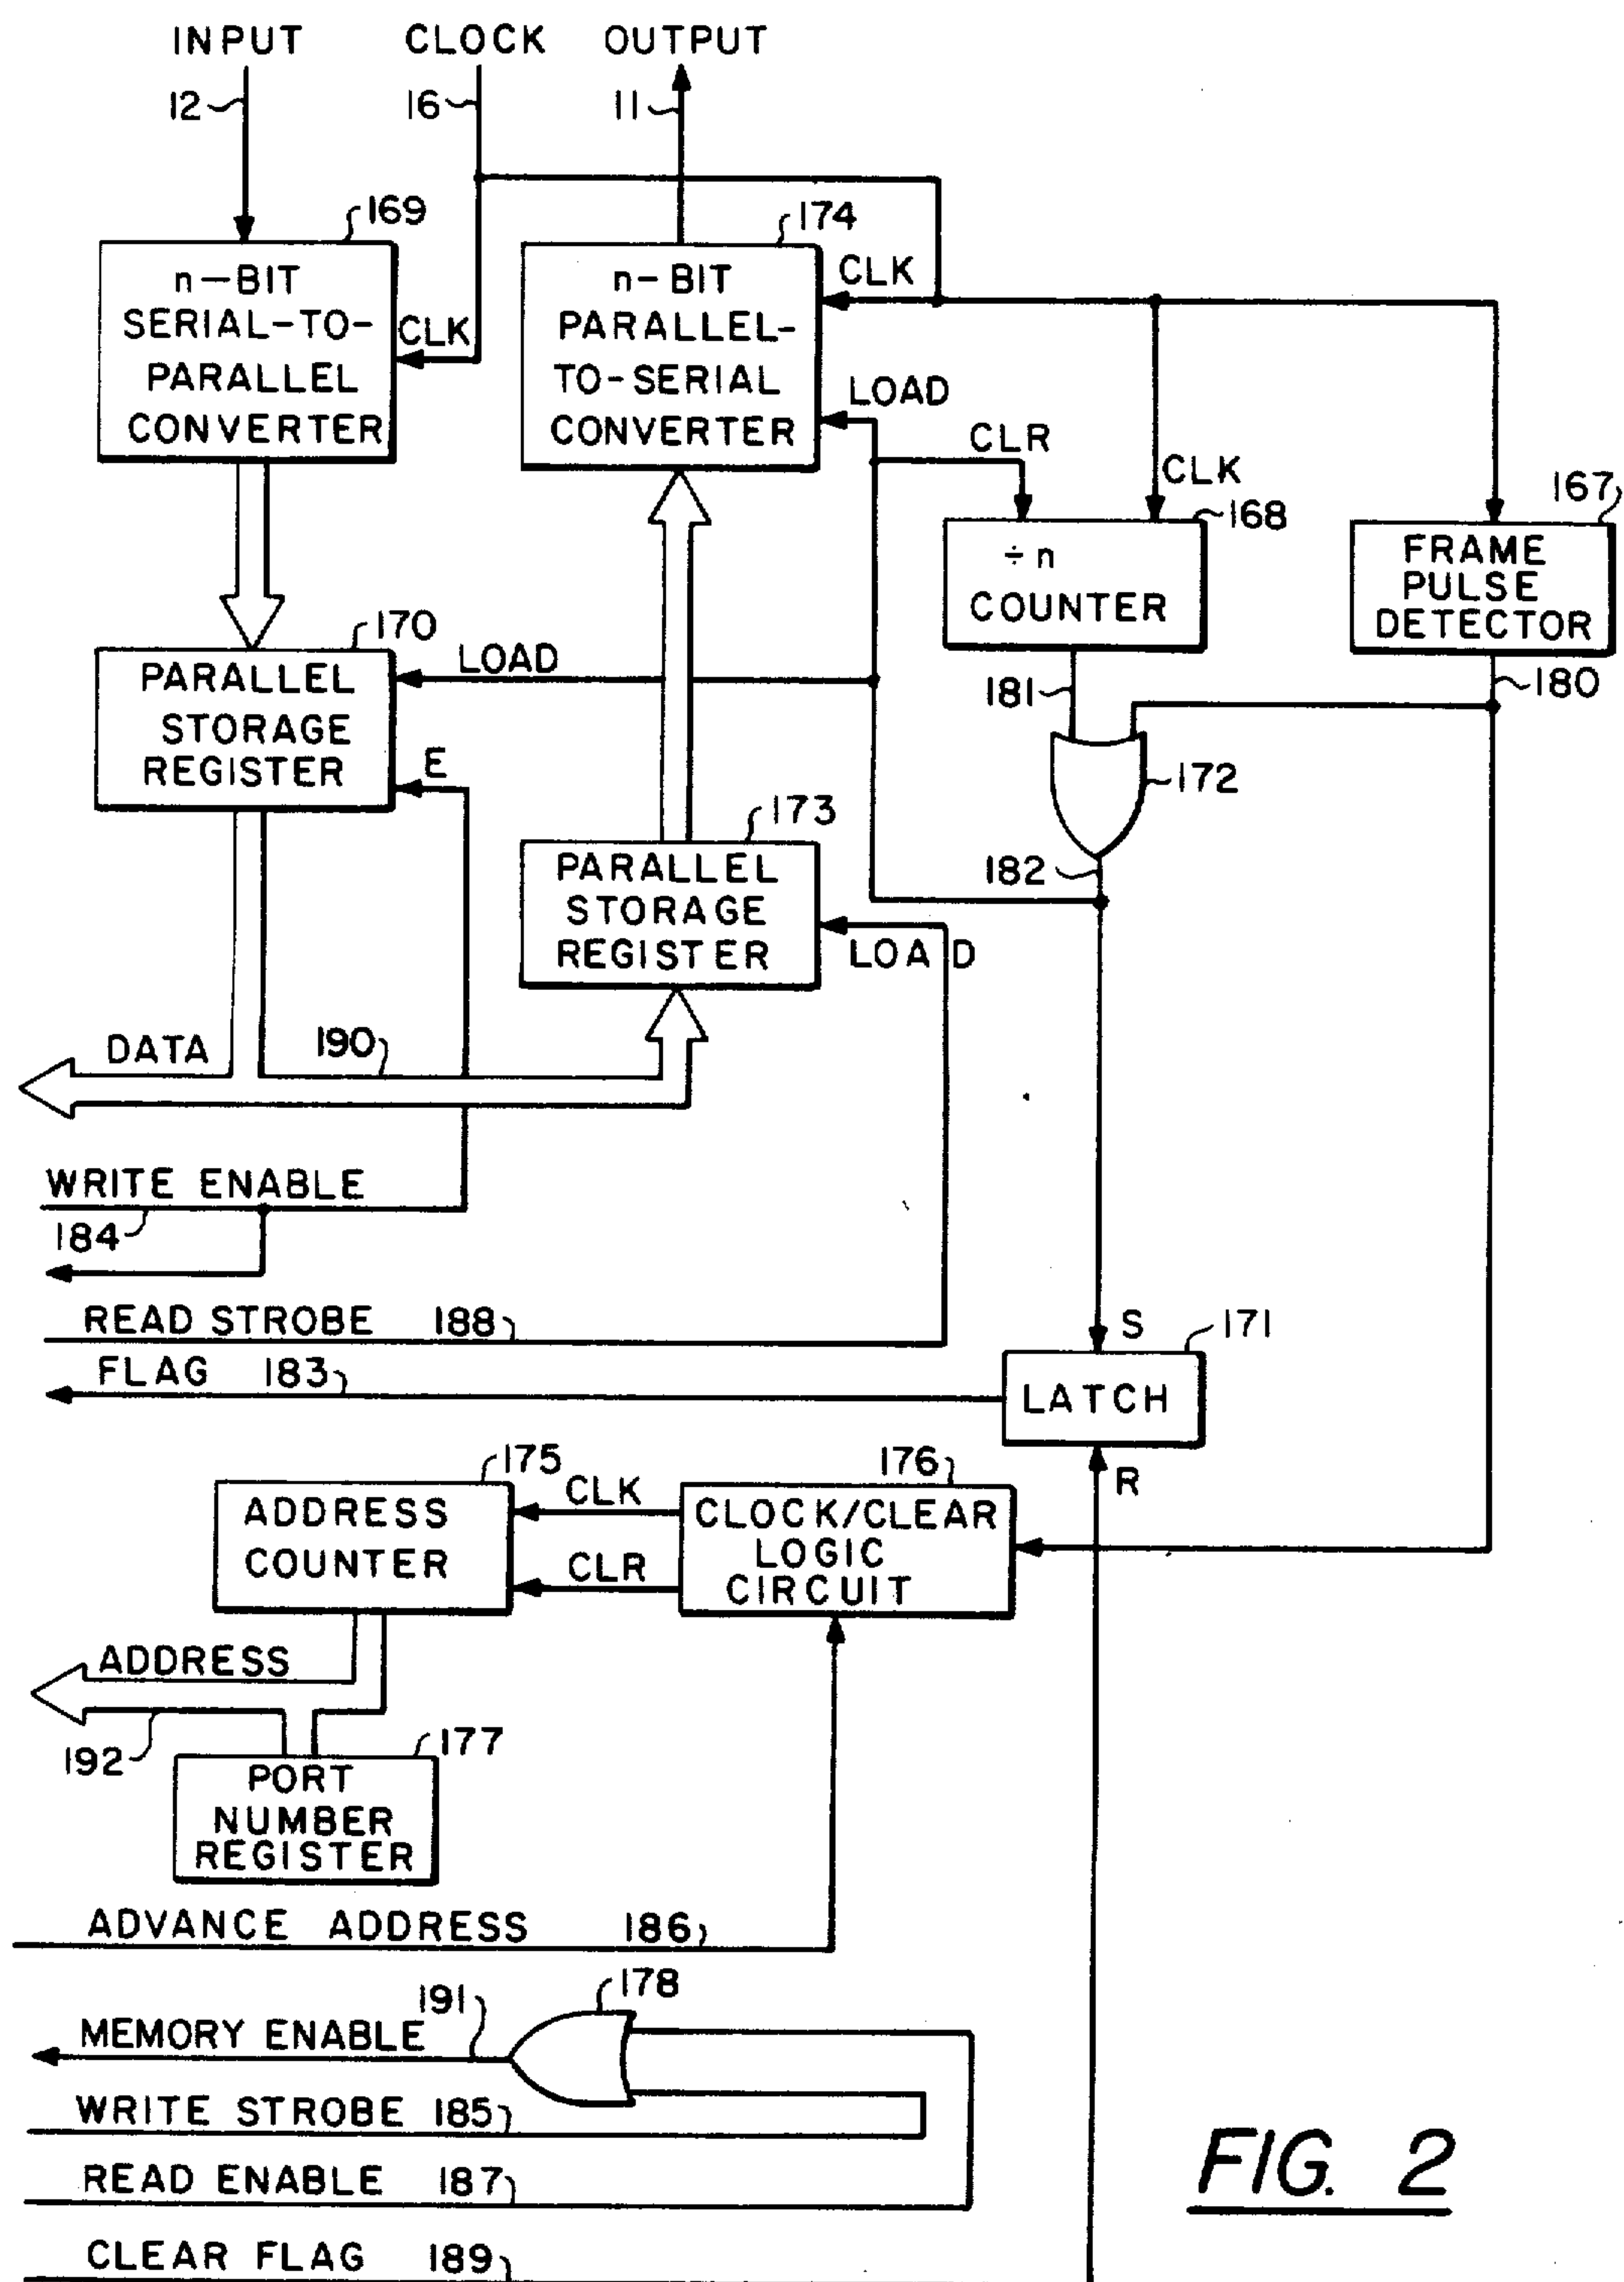 INPUT
CLOCK
OUTPUT
12
16
11
169
174
n-BIT
SERIAL-TO-
PARALLEL
CONVERTER
CLK
n-BIT
PARALLEL-
TO-SERIAL
CONVERTER
CLK
LOAD
CLR
CLK
167
168
÷n
COUNTER
FRAME
PULSE
DETECTOR
170
PARALLEL
STORAGE
REGISTER
LOAD
E
181
180
172
173
182
PARALLEL
STORAGE
REGISTER
LOAD
DATA
190
WRITE ENABLE
184
READ STROBE 188
S
171
FLAG 183
LATCH
R
175
176
ADDRESS
COUNTER
CLK
CLR
CLOCK/CLEAR
LOGIC
CIRCUIT
ADDRESS
192
177
PORT
NUMBER
REGISTER
ADVANCE ADDRESS 186
178
191
MEMORY ENABLE
WRITE STROBE 185
READ ENABLE 187
CLEAR FLAG 189
FIG. 2